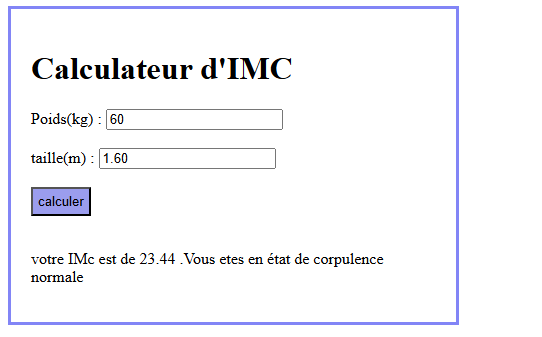 Calculateur d'IMC
Poids(kg) : 60
taille(m) : 1.60
calculer
votre IMc est de 23.44 .Vous etes en état de corpulence
normale